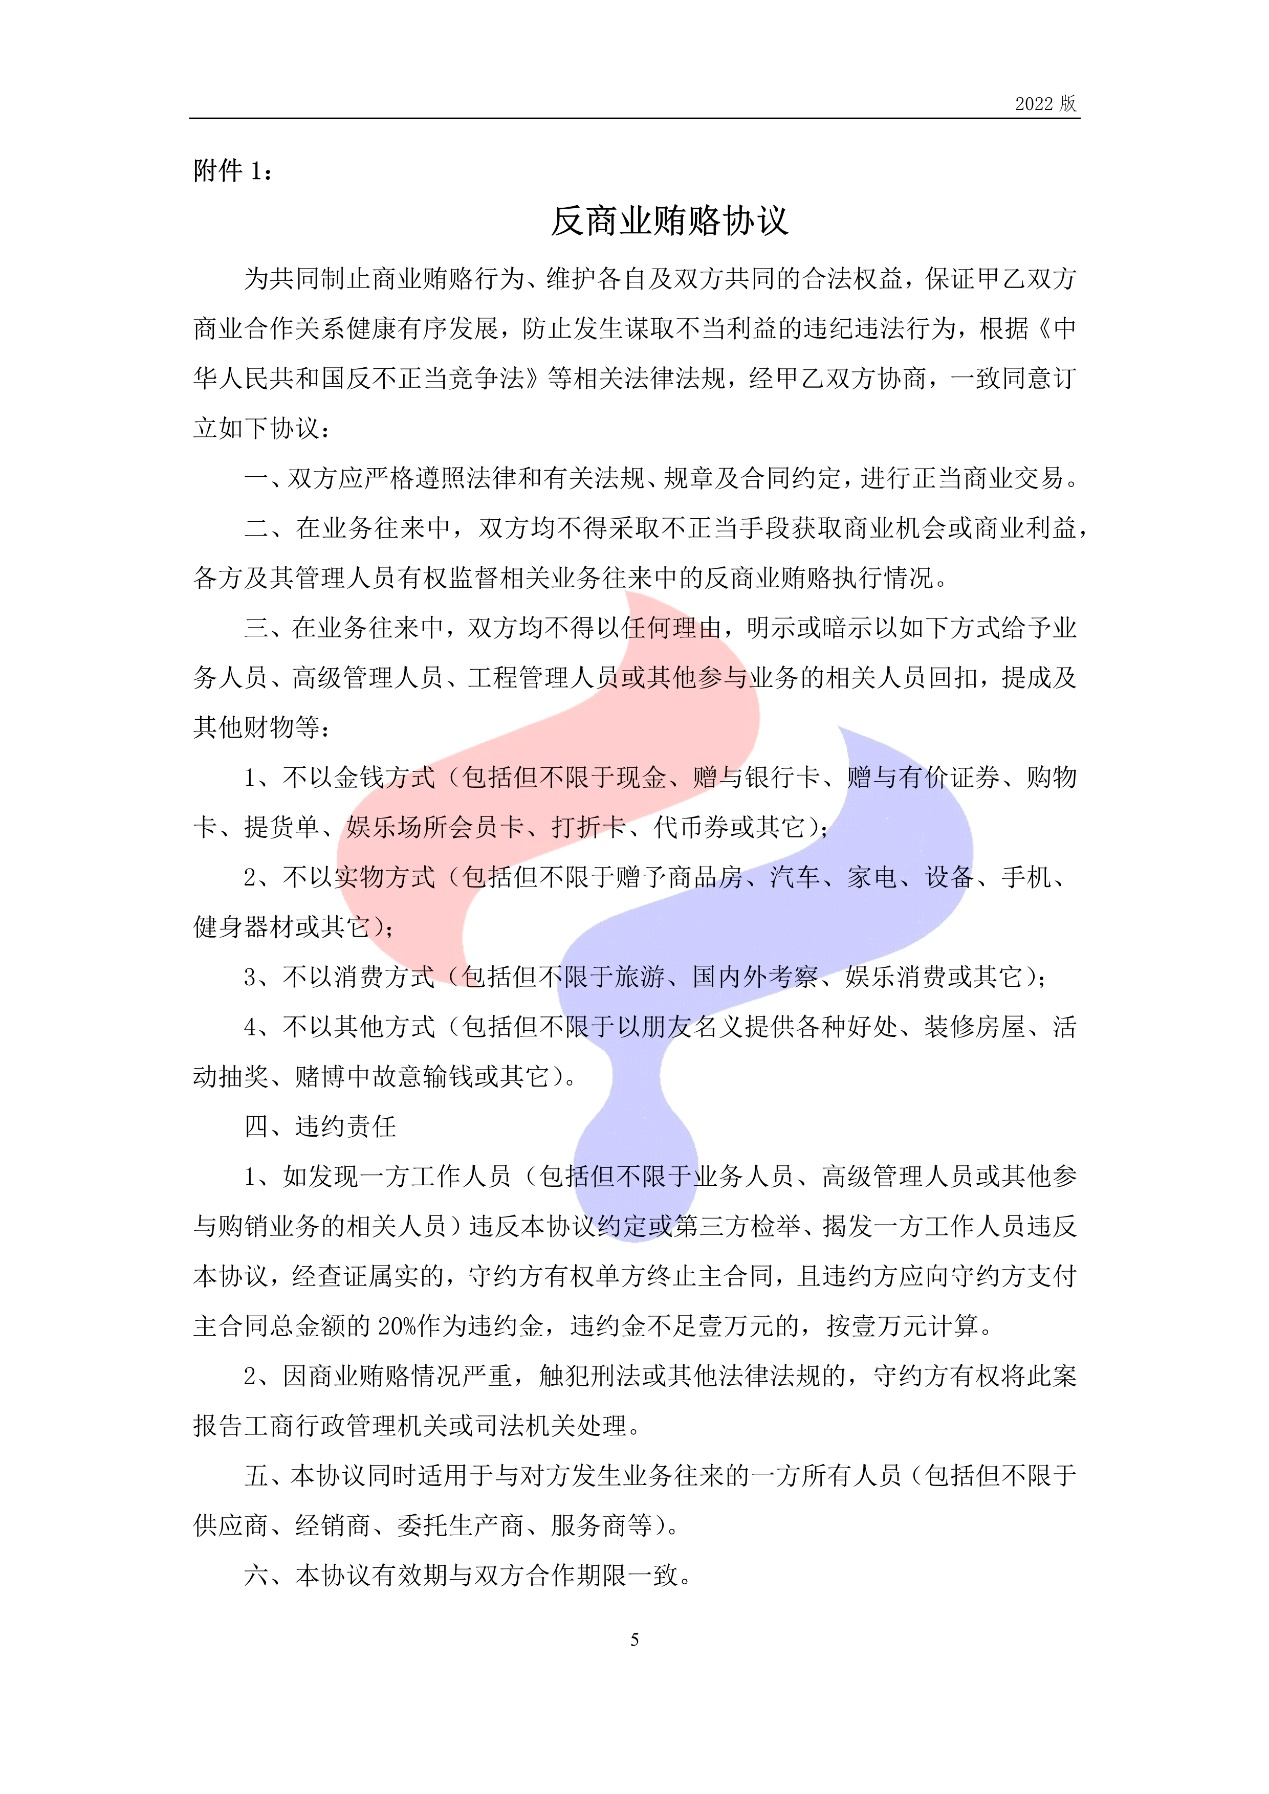 2022 版
附件 1：
反商业贿赂协议
为共同制止商业贿赂行为、维护各自及双方共同的合法权益，保证甲乙双方
商业合作关系健康有序发展，防止发生谋取不当利益的违纪违法行为，根据《中
华人民共和国反不正当竞争法》等相关法律法规，经甲乙双方协商，一致同意订
立如下协议：
一、双方应严格遵照法律和有关法规、规章及合同约定，进行正当商业交易。
二、在业务往来中，双方均不得采取不正当手段获取商业机会或商业利益，
各方及其管理人员有权监督相关业务往来中的反商业贿赂执行情况。
三、在业务往来中，双方均不得以任何理由，明示或暗示以如下方式给予业
务人员、高级管理人员、工程管理人员或其他参与业务的相关人员回扣，提成及
其他财物等：
1、不以金钱方式（包括但不限于现金、赠与银行卡、赠与有价证券、购物
卡、提货单、娱乐场所会员卡、打折卡、代币券或其它）；
2、不以实物方式（包括但不限于赠予商品房、汽车、家电、设备、手机、
健身器材或其它）；
3、不以消费方式（包括但不限于旅游、国内外考察、娱乐消费或其它）；
4、不以其他方式（包括但不限于以朋友名义提供各种好处、装修房屋、活
动抽奖、赌博中故意输钱或其它）。
四、违约责任
1、如发现一方工作人员（包括但不限于业务人员、高级管理人员或其他参
与购销业务的相关人员）违反本协议约定或第三方检举、揭发一方工作人员违反
本协议，经查证属实的，守约方有权单方终止主合同，且违约方应向守约方支付
主合同总金额的 20%作为违约金，违约金不足壹万元的，按壹万元计算。
2、因商业贿赂情况严重，触犯刑法或其他法律法规的，守约方有权将此案
报告工商行政管理机关或司法机关处理。
五、本协议同时适用于与对方发生业务往来的一方所有人员（包括但不限于
供应商、经销商、委托生产商、服务商等）。
六、本协议有效期与双方合作期限一致。
5